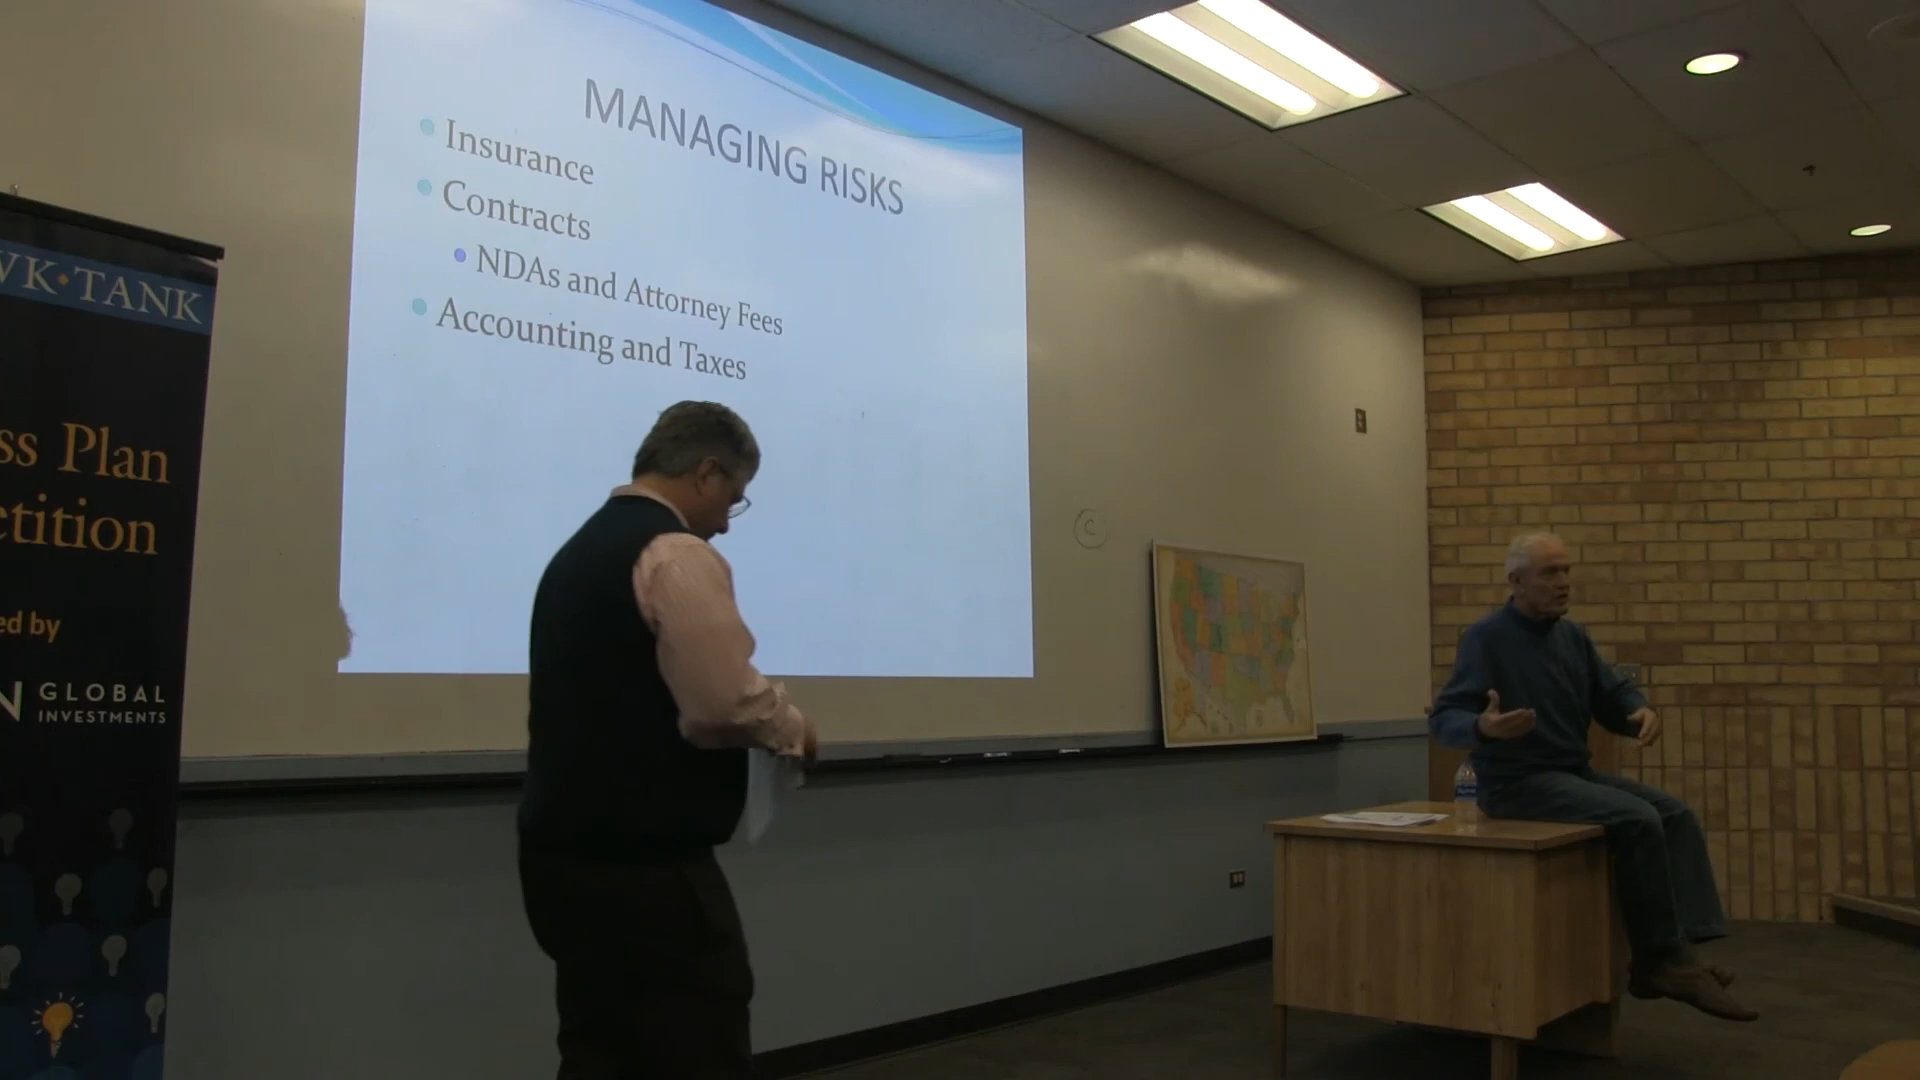 MANAGING RISKS
Insurance
Contracts
NDAs and Attorney Fees
Accounting and Taxes
WK·TANK
ss Plan
etition
ed by
N GLOBAL
INVESTMENTS
C